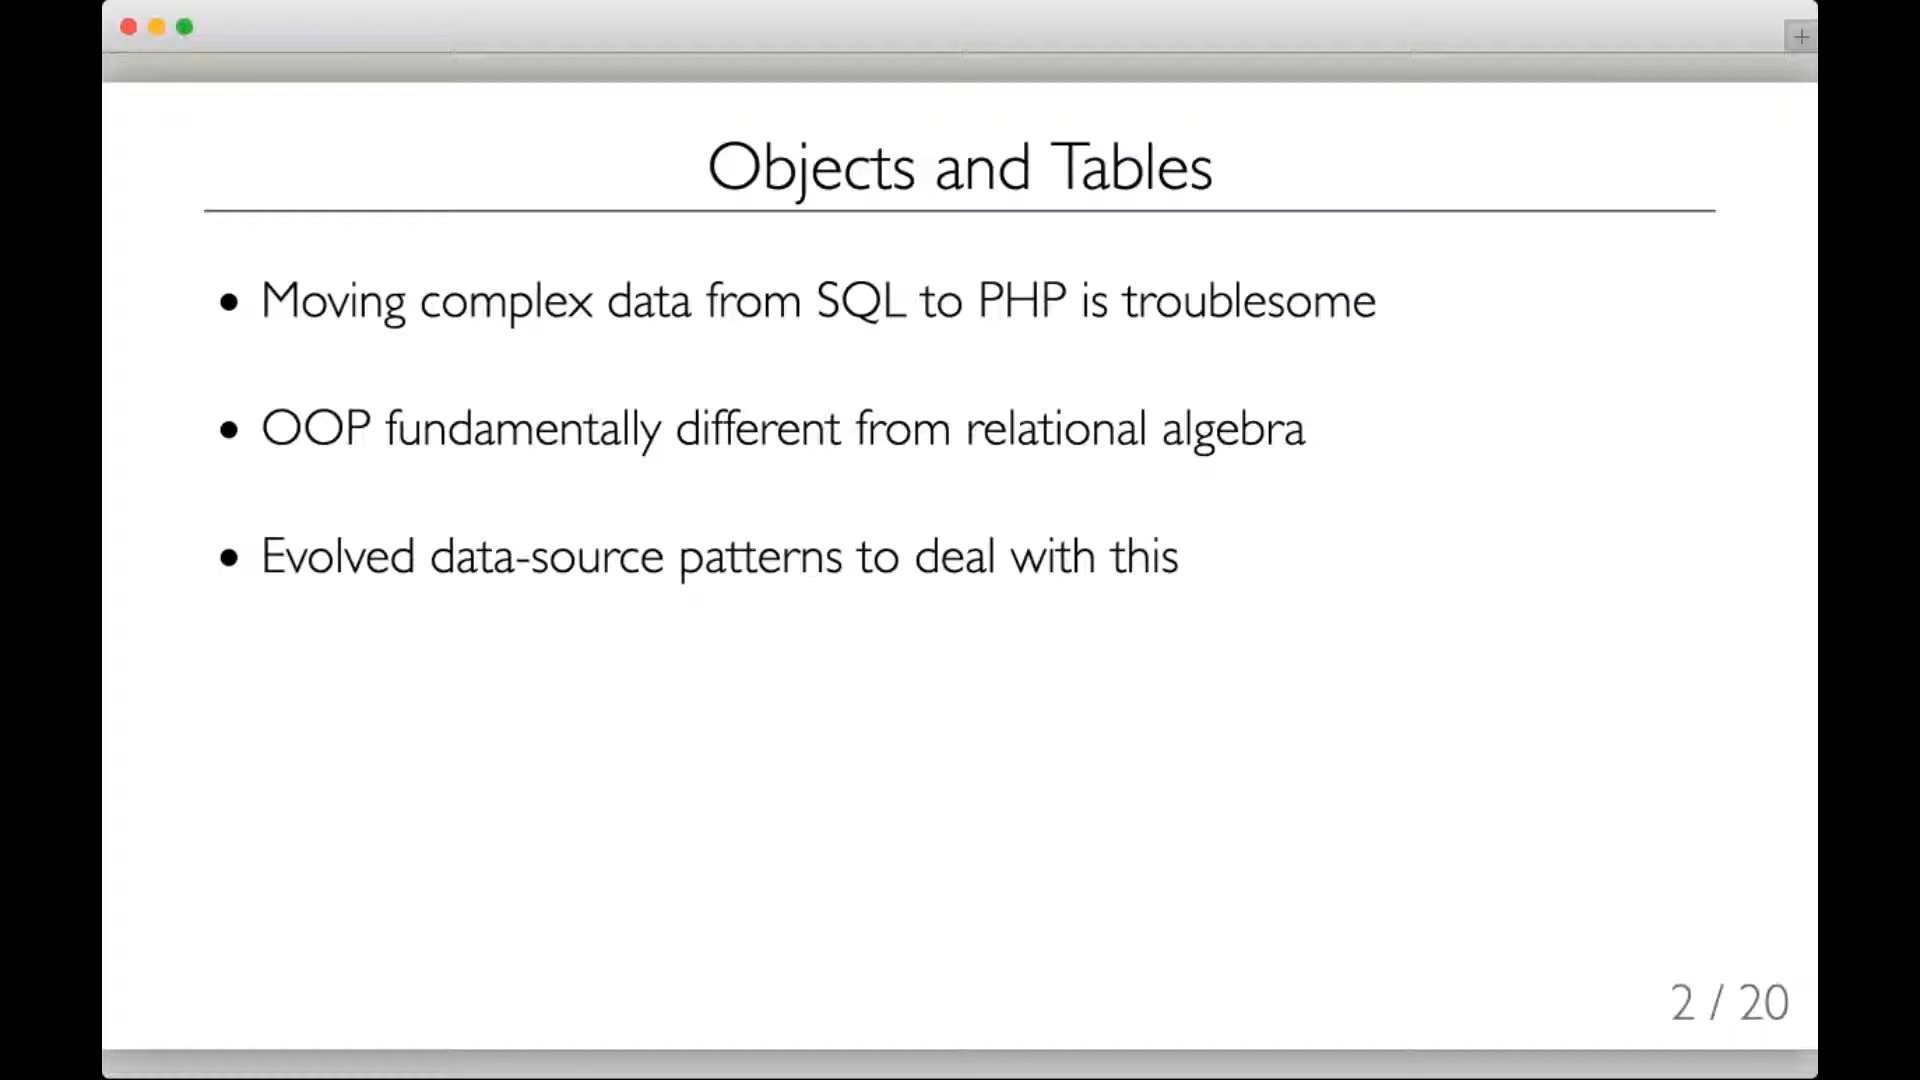 Objects and Tables
• Moving complex data from SQL to PHP is troublesome
• OOP fundamentally different from relational algebra
• Evolved data-source patterns to deal with this
2 / 20